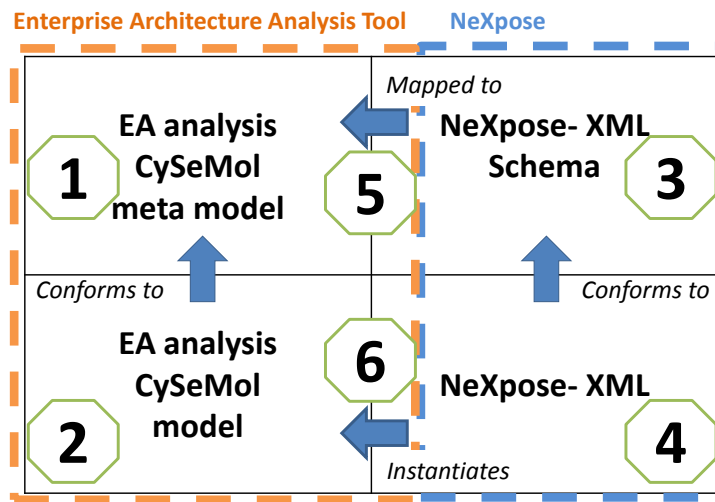 Enterprise Architecture Analysis Tool
NeXpose
Mapped to
EA analysis
CySeMol
meta model
1
5
NeXpose- XML
Schema
3
Conforms to
Conforms to
EA analysis
CySeMol
model
2
6
NeXpose- XML
4
Instantiates